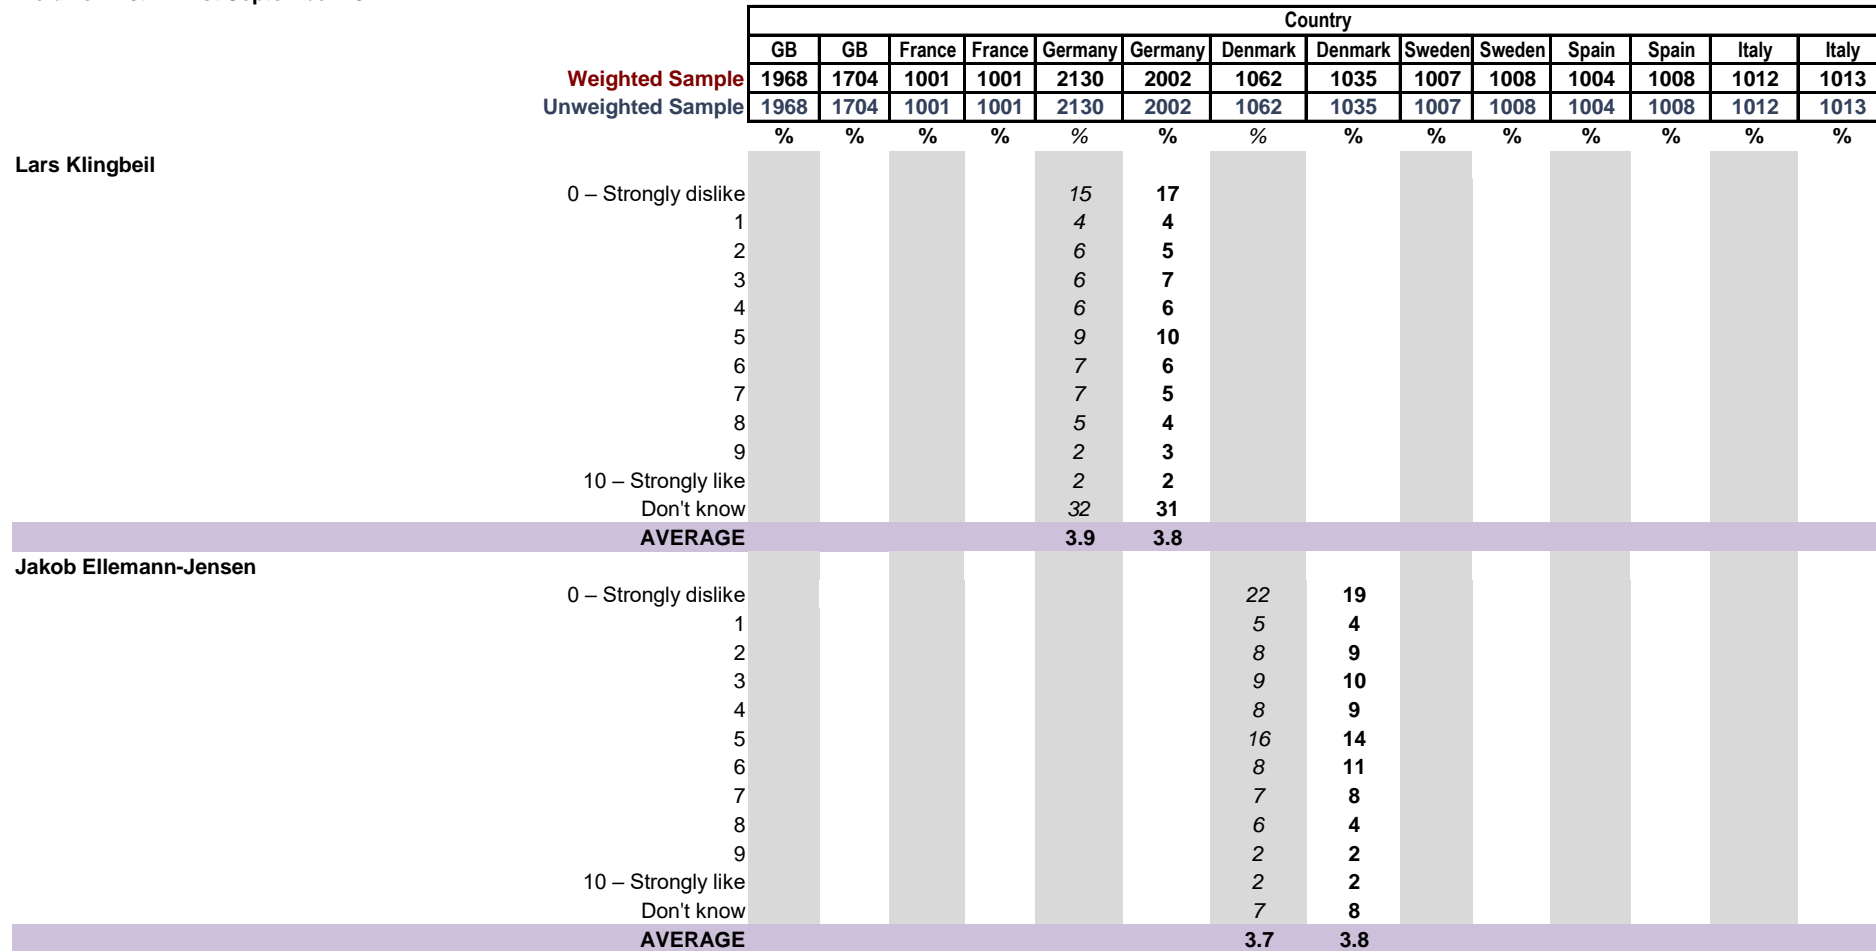 Country
GB GB France France Germany Germany Denmark Denmark Sweden Sweden Spain Spain Italy Italy
Weighted Sample 1968 1704 1001 1001 2130 2002 1062 1035 1007 1008 1004 1008 1012 1013
Unweighted Sample 1968 1704 1001 1001 2130 2002 1062 1035 1007 1008 1004 1008 1012 1013
% % % % % % % % % % % % % %
Lars Klingbeil
0 – Strongly dislike 15 17
1 4 4
2 6 5
3 6 7
4 6 6
5 9 10
6 7 6
7 7 5
8 5 4
9 2 3
10 – Strongly like 2 2
Don't know 32 31
AVERAGE 3.9 3.8
Jakob Ellemann-Jensen
0 – Strongly dislike 22 19
1 5 4
2 8 9
3 9 10
4 8 9
5 16 14
6 8 11
7 7 8
8 6 4
9 2 2
10 – Strongly like 2 2
Don't know 7 8
AVERAGE 3.7 3.8